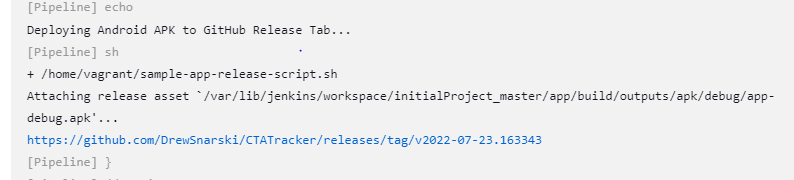 [Pipeline] echo
Deploying Android APK to GitHub Release Tab...
[Pipeline] sh
+ /home/vagrant/sample-app-release-script.sh
Attaching release asset `/var/lib/jenkins/workspace/initialProject_master/app/build/outputs/apk/debug/app-
debug.apk'...
https://github.com/DrewSnarski/CTATracker/releases/tag/v2022-07-23.163343
[Pipeline] }